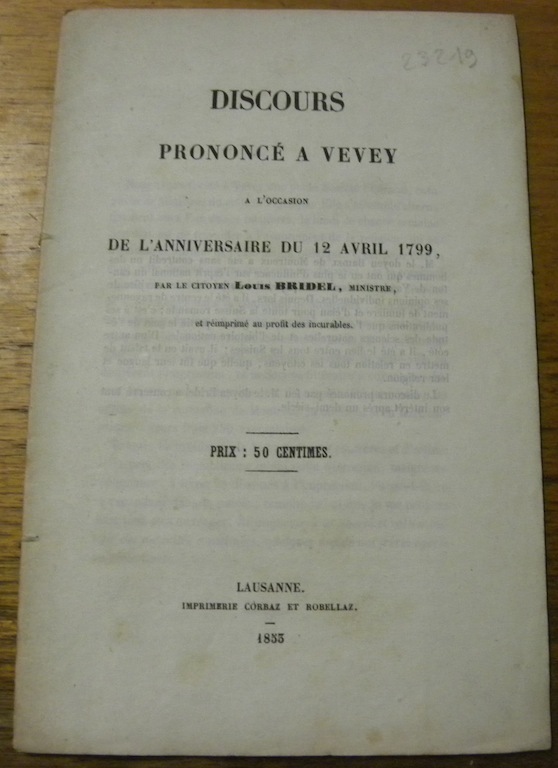 23219
DISCOURS
PRONONCÉ A VEVEY
A L'OCCASION
DE L'ANNIVERSAIRE DU 12 AVRIL 1799,
PAR LE CITOYEN Louis BRIDEL, MINISTRE,
et réimprimé au profit des incurables.
PRIX : 50 CENTIMES.
LAUSANNE.
IMPRIMERIE CORBAZ ET ROBELLAZ.
1853